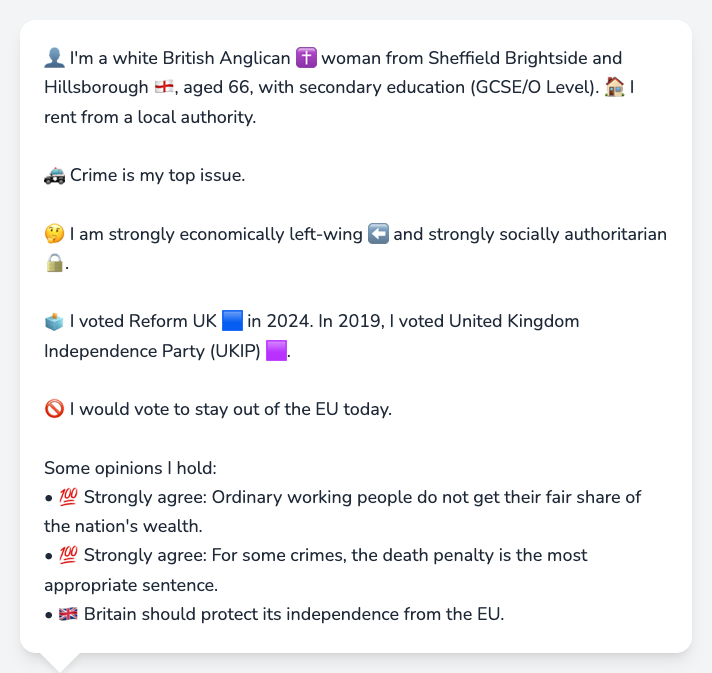 👤 I'm a white British Anglican ✝️ woman from Sheffield Brightside and
Hillsborough 🏴󠁧󠁢󠁥󠁮󠁧󠁿, aged 66, with secondary education (GCSE/O Level). 🏠 I
rent from a local authority.
🚓 Crime is my top issue.
🤔 I am strongly economically left-wing ⬅️ and strongly socially authoritarian
🔒.
🗳️ I voted Reform UK 🟦 in 2024. In 2019, I voted United Kingdom
Independence Party (UKIP) 🟪.
🚫 I would vote to stay out of the EU today.
Some opinions I hold:
• 💯 Strongly agree: Ordinary working people do not get their fair share of
the nation's wealth.
• 💯 Strongly agree: For some crimes, the death penalty is the most
appropriate sentence.
• 🇬🇧 Britain should protect its independence from the EU.